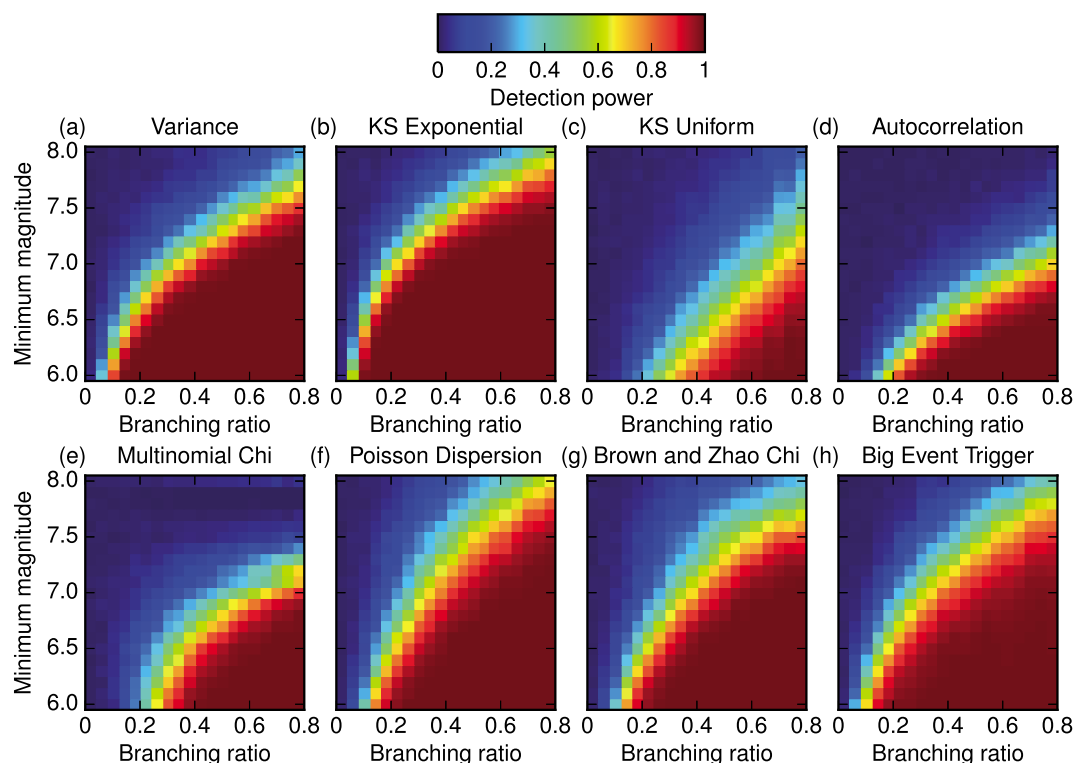 0 0.2 0.4 0.6 0.8 1
Detection power
(a) Variance (b) KS Exponential (c) KS Uniform (d) Autocorrelation
8.0
7.5
7.0
6.5
6.0
Minimum magnitude
0 0.2 0.4 0.6 0.8 0 0.2 0.4 0.6 0.8 0 0.2 0.4 0.6 0.8 0 0.2 0.4 0.6 0.8
Branching ratio Branching ratio Branching ratio Branching ratio
(e) Multinomial Chi (f) Poisson Dispersion (g) Brown and Zhao Chi (h) Big Event Trigger
8.0
7.5
7.0
6.5
6.0
Minimum magnitude
0 0.2 0.4 0.6 0.8 0 0.2 0.4 0.6 0.8 0 0.2 0.4 0.6 0.8 0 0.2 0.4 0.6 0.8
Branching ratio Branching ratio Branching ratio Branching ratio